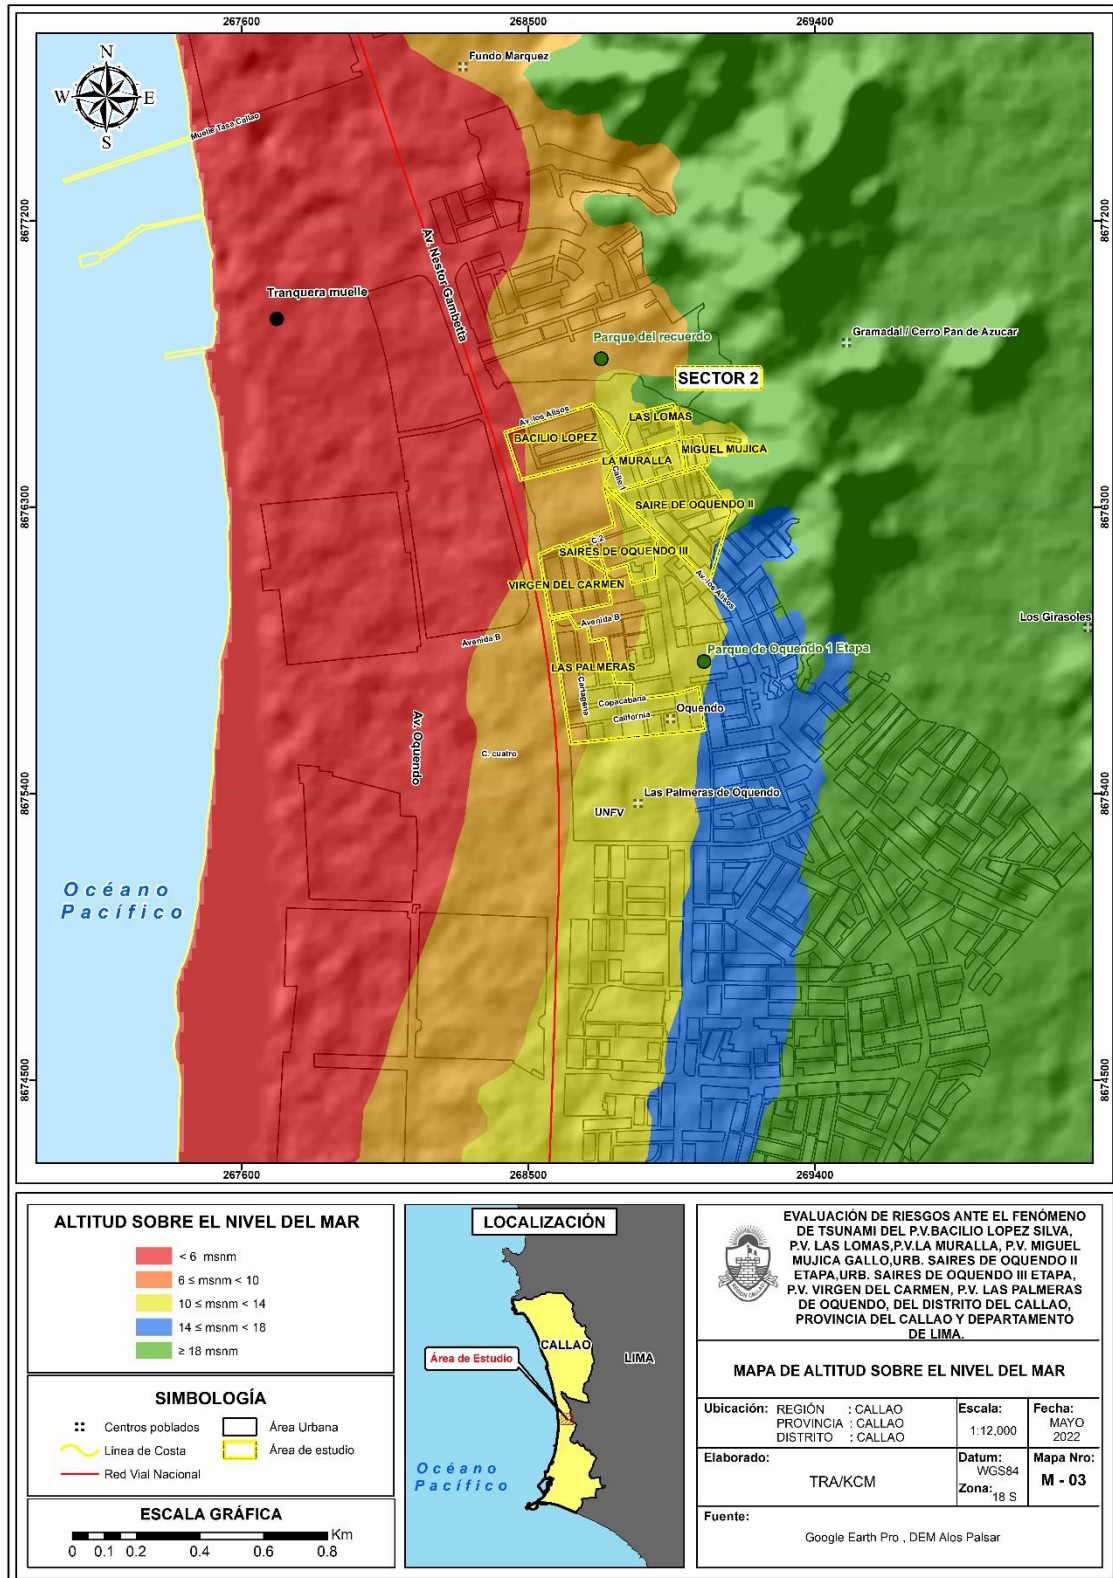 267600
268500
269400
N
W
E
S
Fundo Marquez
Muelle Tasa Callao
8677200
8677200
Av. Nestor Gambetta
Tranquera muelle
Parque del recuerdo
Gramadal / Cerro Pan de Azucar
SECTOR 2
Av. los Alisos
LAS LOMAS
BACILIO LOPEZ
MIGUEL MUJICA
LA MURALLA
Calle 1
8676300
8676300
SAIRE DE OQUENDO II
C.2
SAIRES DE OQUENDO III
VIRGEN DEL CARMEN
Av. los Alisos
Los Girasoles
Avenida B
Avenida B
Parque de Oquendo 1 Etapa
LAS PALMERAS
Cartagena
Copacabana
California
Oquendo
Av. Oquendo
C. cuatro
8675400
8675400
Las Palmeras de Oquendo
UNFV
Océano
Pacífico
8674500
8674500
267600
268500
269400
ALTITUD SOBRE EL NIVEL DEL MAR
< 6 msnm
6 ≤ msnm < 10
10 ≤ msnm < 14
14 ≤ msnm < 18
≥ 18 msnm
SIMBOLOGÍA
Centros poblados
Área Urbana
Linea de Costa
Área de estudio
Red Vial Nacional
ESCALA GRÁFICA
Km
0 0.1 0.2 0.4 0.6 0.8
LOCALIZACIÓN
CALLAO
LIMA
Área de Estudio
Océano
Pacífico
REGION CALLAO
EVALUACIÓN DE RIESGOS ANTE EL FENÓMENO
DE TSUNAMI DEL P.V.BACILIO LOPEZ SILVA,
P.V. LAS LOMAS,P.V.LA MURALLA, P.V. MIGUEL
MUJICA GALLO,URB. SAIRES DE OQUENDO II
ETAPA,URB. SAIRES DE OQUENDO III ETAPA,
P.V. VIRGEN DEL CARMEN, P.V. LAS PALMERAS
DE OQUENDO, DEL DISTRITO DEL CALLAO,
PROVINCIA DEL CALLAO Y DEPARTAMENTO
DE LIMA.
MAPA DE ALTITUD SOBRE EL NIVEL DEL MAR
Ubicación: REGIÓN : CALLAO
PROVINCIA : CALLAO
DISTRITO : CALLAO
Escala:
1:12,000
Fecha:
MAYO
2022
Elaborado:
TRA/KCM
Datum:
WGS84
Zona: 18 S
Mapa Nro:
M - 03
Fuente:
Google Earth Pro , DEM Alos Palsar